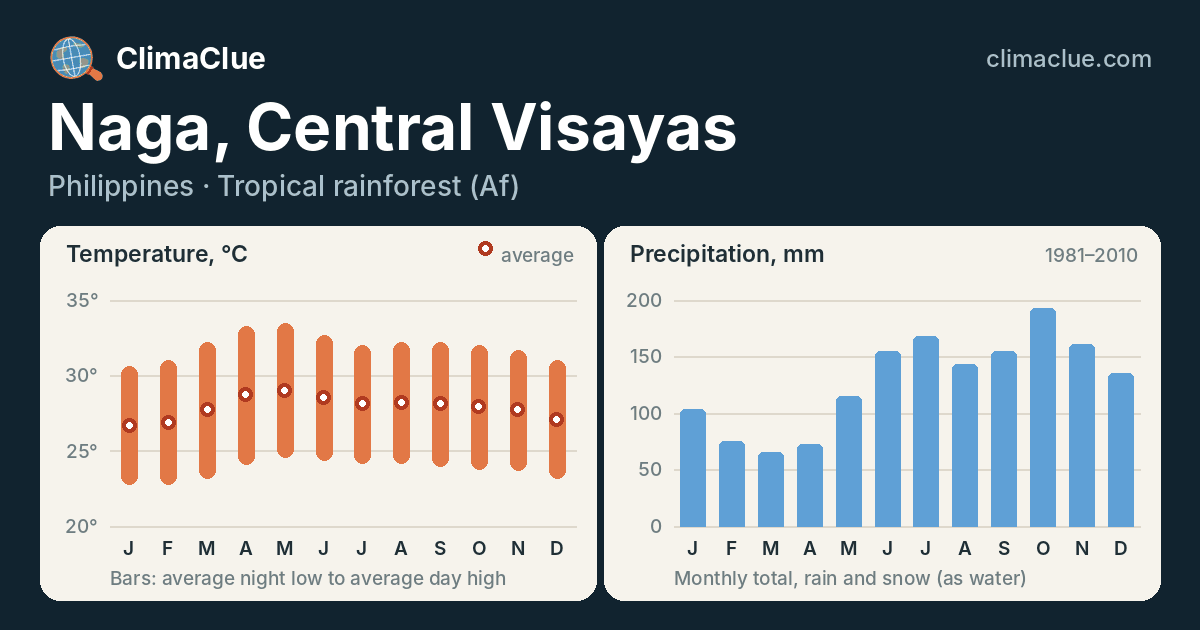 ClimaClue
climaclue.com
Naga, Central Visayas
Philippines · Tropical rainforest (Af)
Temperature, °C
average
35°
30°
25°
20°
J F M A M J J A S O N D
Bars: average night low to average day high
Precipitation, mm
1981–2010
200
150
100
50
0
J F M A M J J A S O N D
Monthly total, rain and snow (as water)